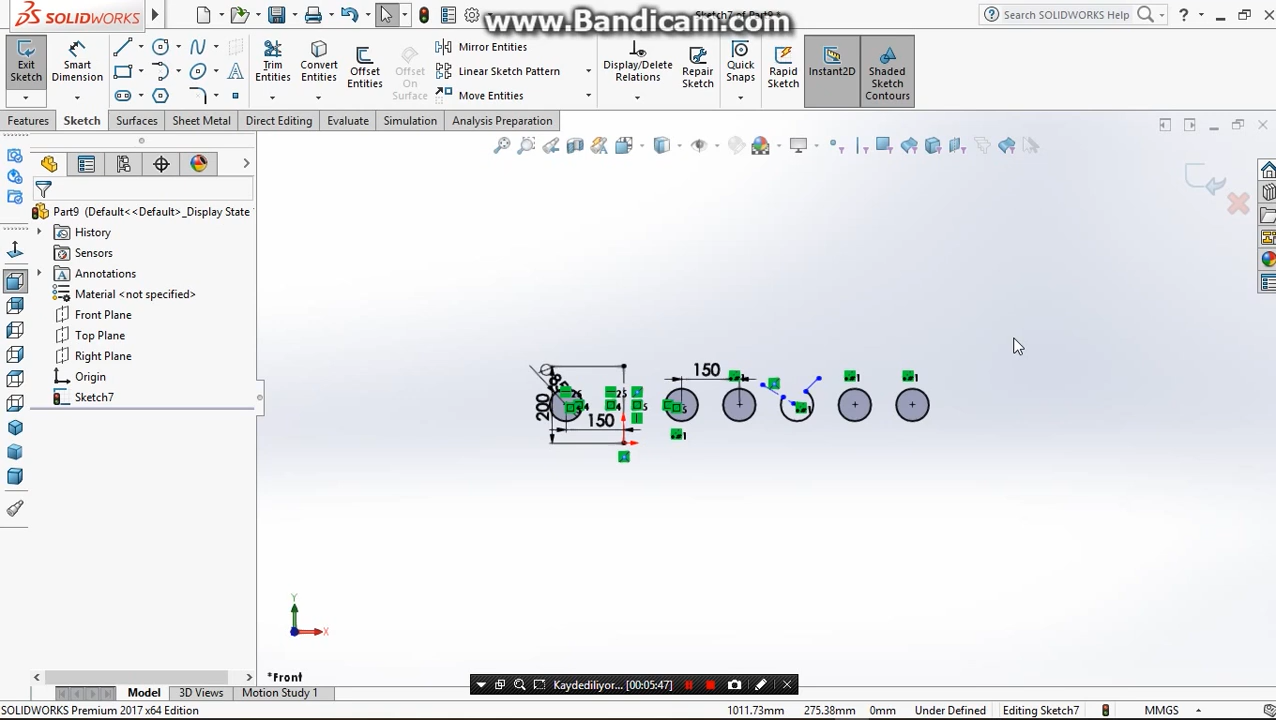 SOLIDWORKS
www.Bandicam.com
Search SOLIDWORKS Help
?
Exit Sketch
Smart Dimension
Trim Entities
Convert Entities
Offset Entities
Offset On Surface
Mirror Entities
Linear Sketch Pattern
Move Entities
Display/Delete Relations
Repair Sketch
Quick Snaps
Rapid Sketch
Instant2D
Shaded Sketch Contours
Features
Sketch
Surfaces
Sheet Metal
Direct Editing
Evaluate
Simulation
Analysis Preparation
Part9 (Default<<Default>_Display State
History
Sensors
Annotations
Material <not specified>
Front Plane
Top Plane
Right Plane
Origin
Sketch7
150
200
150
Y
X
*Front
Kaydediliyor... [00:05:47]
Model
3D Views
Motion Study 1
SOLIDWORKS Premium 2017 x64 Edition
1011.73mm
275.38mm
0mm
Under Defined
Editing Sketch7
MMGS